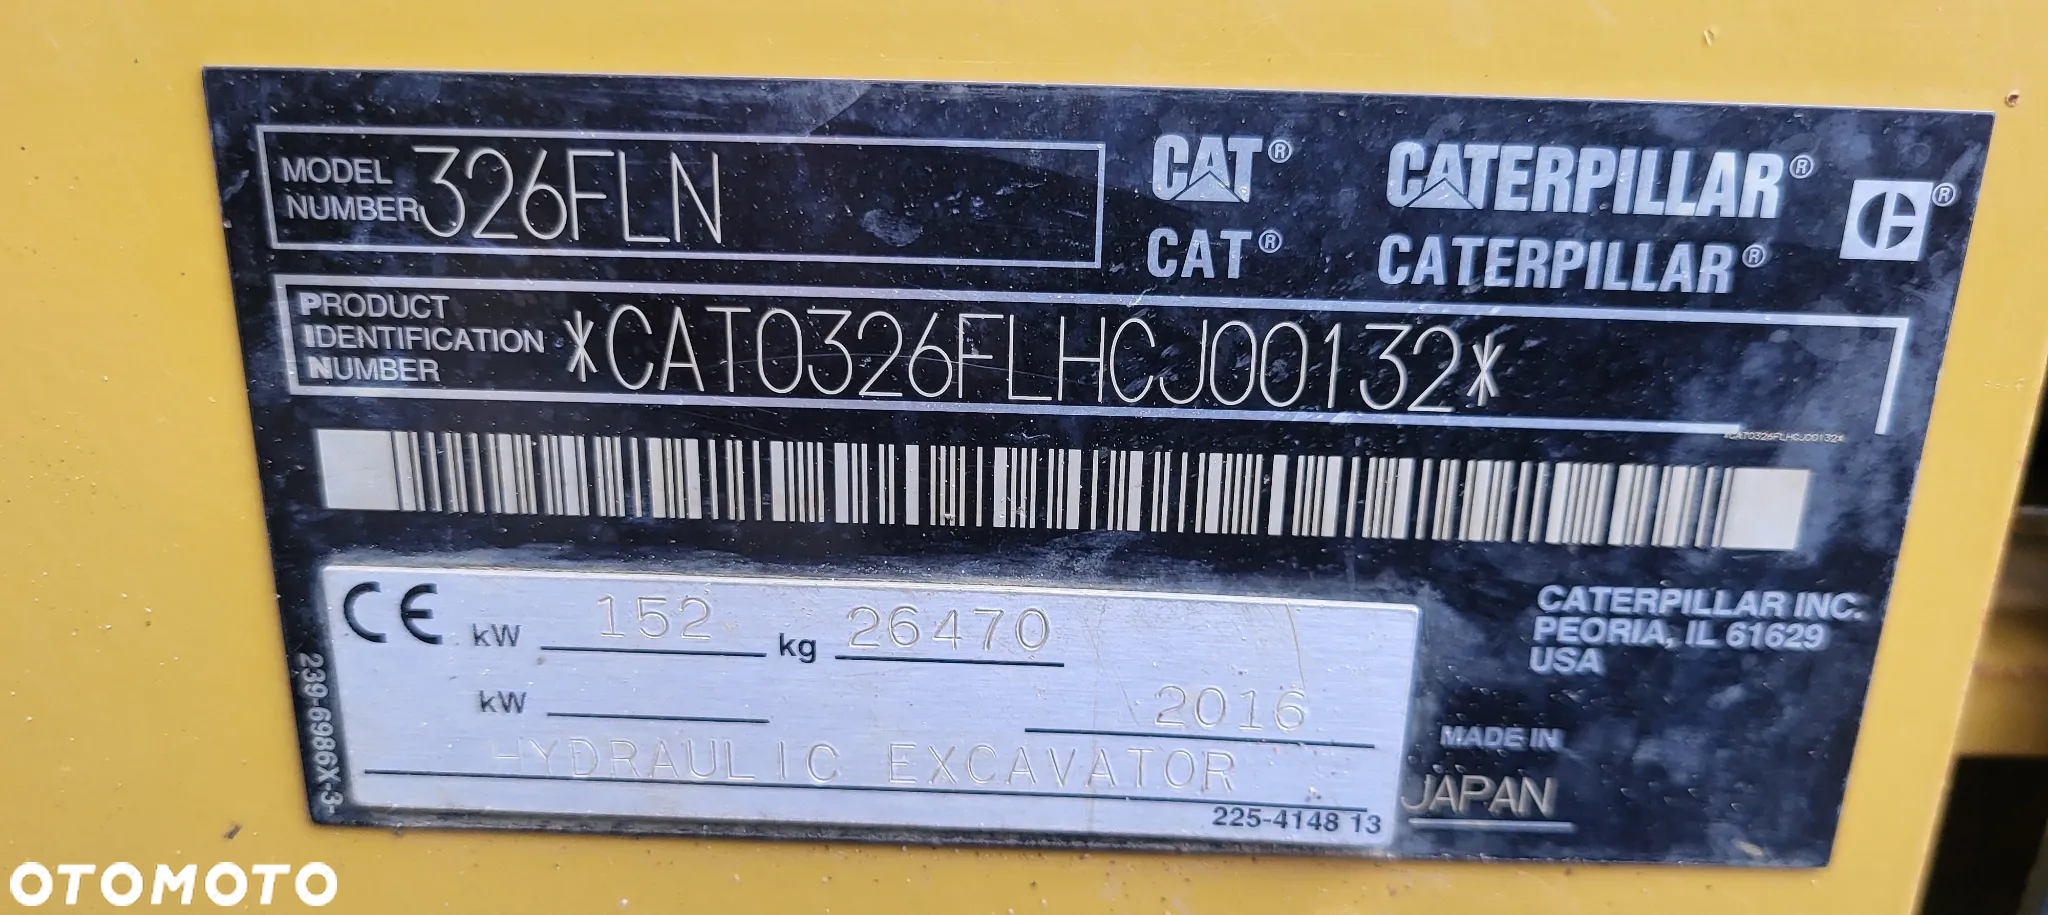 MODEL NUMBER 326FLN
CAT® CATERPILLAR® ®
CAT® CATERPILLAR®
PRODUCT
IDENTIFICATION
NUMBER
*CAT0326FLHCJ00132*
*CAT0326FLHCJ00132*
CE kW 152 kg 26470
kW 2016
HYDRAULIC EXCAVATOR
225-4148 13
239-6986X-3-
CATERPILLAR INC.
PEORIA, IL 61629
USA
MADE IN
JAPAN
OTOMOTO